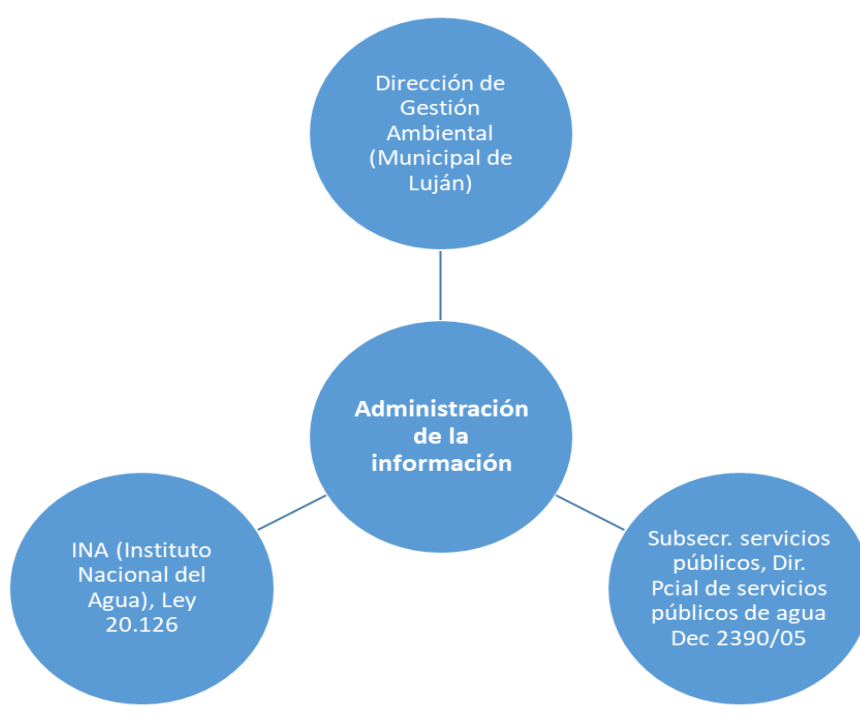 Dirección de
Gestión
Ambiental
(Municipal de
Luján)
Administración
de la
información
INA (Instituto
Nacional del
Agua), Ley
20.126
Subsecr. servicios
públicos, Dir.
Pcial de servicios
públicos de agua
Dec 2390/05